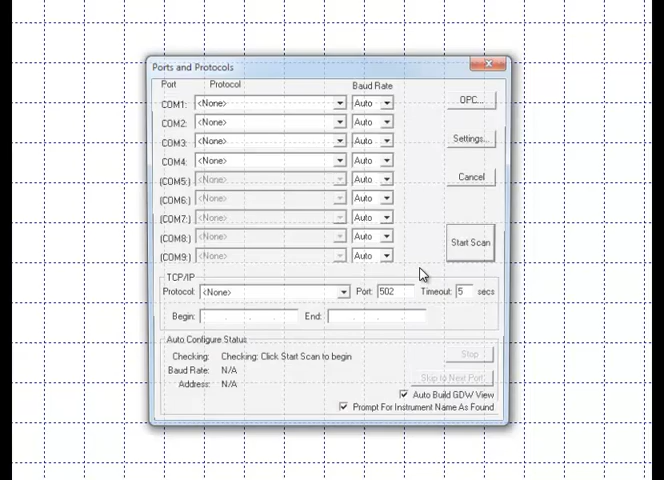 Ports and Protocols
Port Protocol Baud Rate
COM1: <None> Auto OPC...
COM2: <None> Auto
COM3: <None> Auto Settings...
COM4: <None> Auto
(COM5:) <None> Auto Cancel
(COM6:) <None> Auto
(COM7:) <None> Auto
(COM8:) <None> Auto Start Scan
(COM9:) <None> Auto
TCP/IP
Protocol: <None> Port: 502 Timeout: 5 secs
Begin: . . . End: . . .
Auto Configure Status
Checking: Checking: Click Start Scan to begin Stop
Baud Rate: N/A
Address: N/A Skip to Next Port
Auto Build GDW View
Prompt For Instrument Name As Found